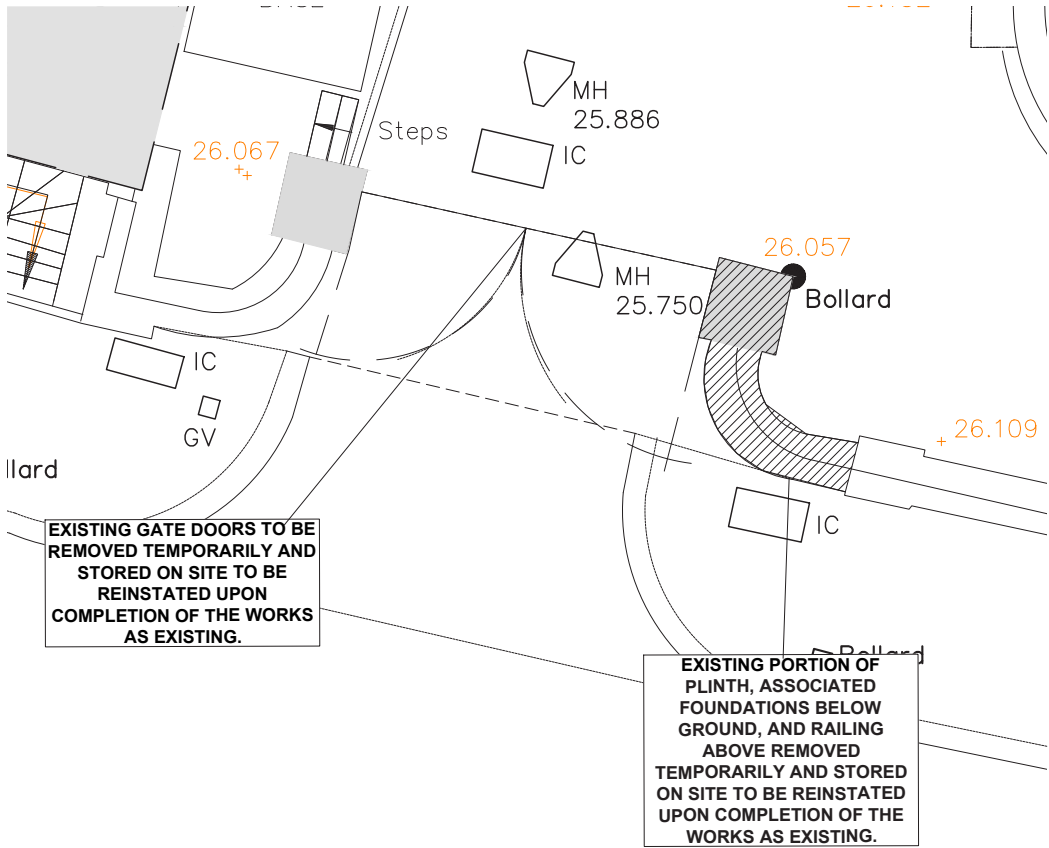 MH
25.886
Steps
IC
26.067
26.057
Bollard
MH
25.750
26.109
IC
GV
llard
IC
Bollard
EXISTING GATE DOORS TO BE
REMOVED TEMPORARILY AND
STORED ON SITE TO BE
REINSTATED UPON
COMPLETION OF THE WORKS
AS EXISTING.
EXISTING PORTION OF
PLINTH, ASSOCIATED
FOUNDATIONS BELOW
GROUND, AND RAILING
ABOVE REMOVED
TEMPORARILY AND STORED
ON SITE TO BE REINSTATED
UPON COMPLETION OF THE
WORKS AS EXISTING.